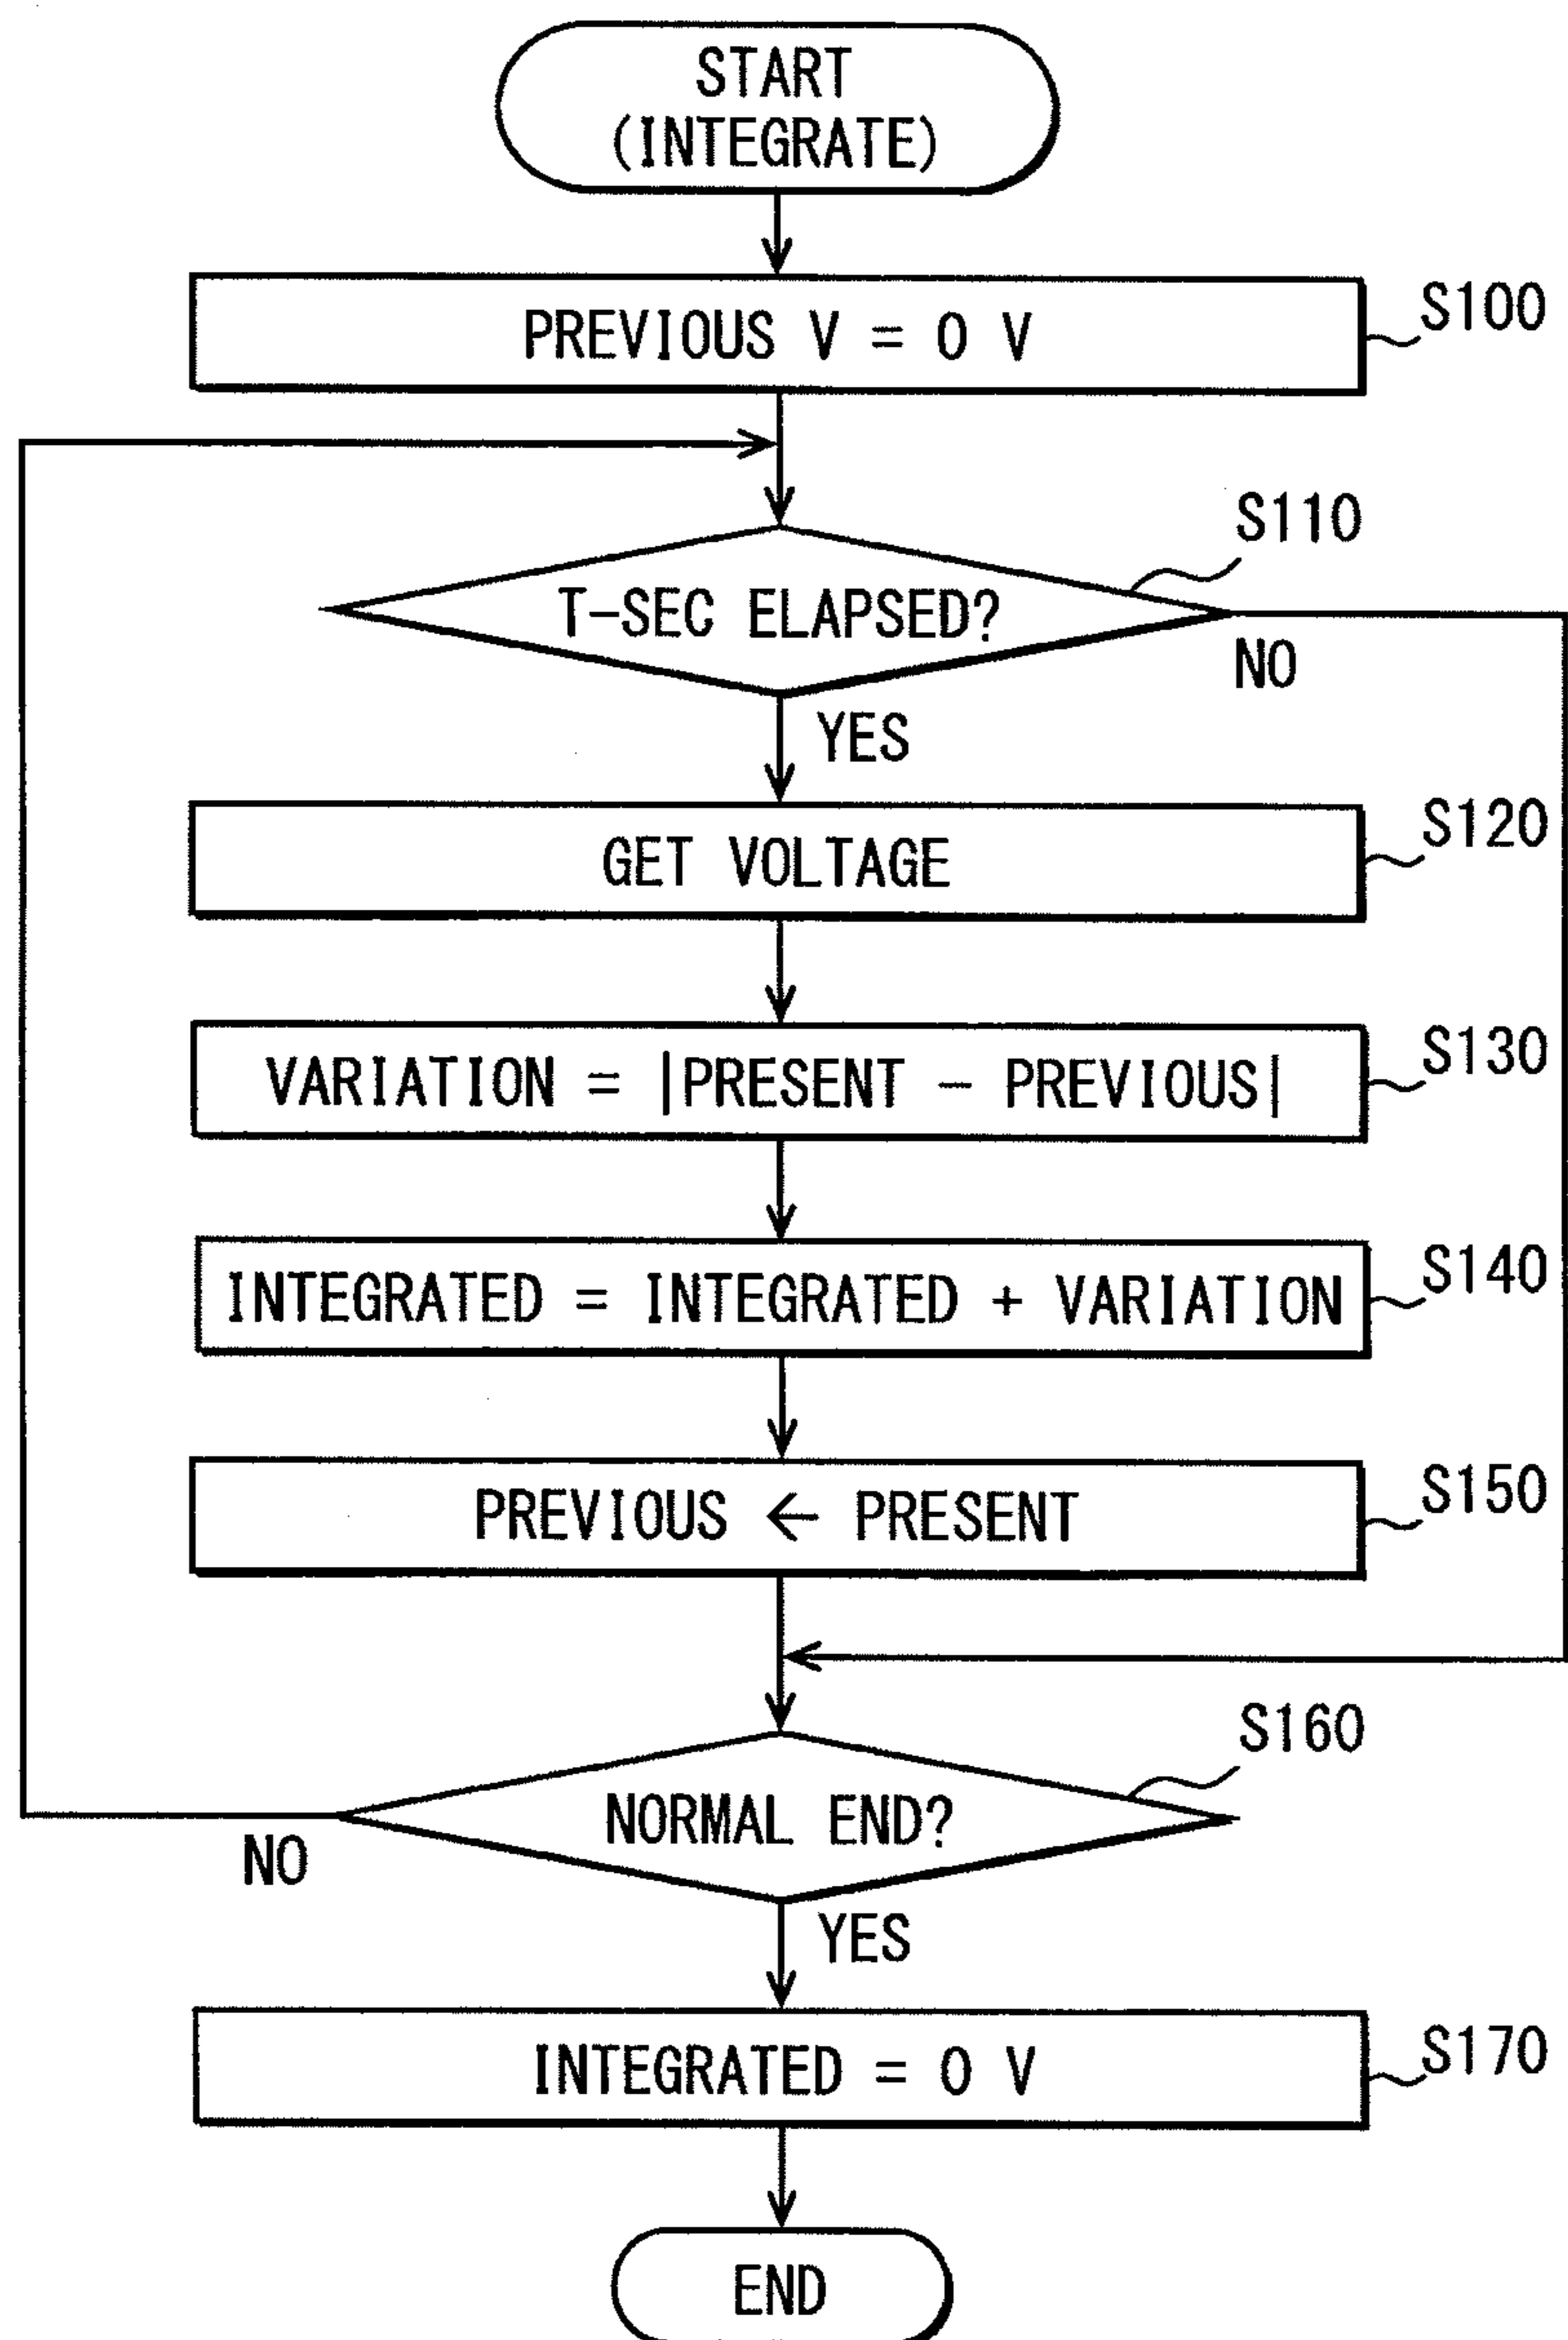 START
(INTEGRATE)
PREVIOUS V = 0 V
S100
S110
T-SEC ELAPSED?
NO
YES
GET VOLTAGE
S120
VARIATION = |PRESENT - PREVIOUS|
S130
INTEGRATED = INTEGRATED + VARIATION
S140
PREVIOUS ← PRESENT
S150
S160
NORMAL END?
NO
YES
INTEGRATED = 0 V
S170
END